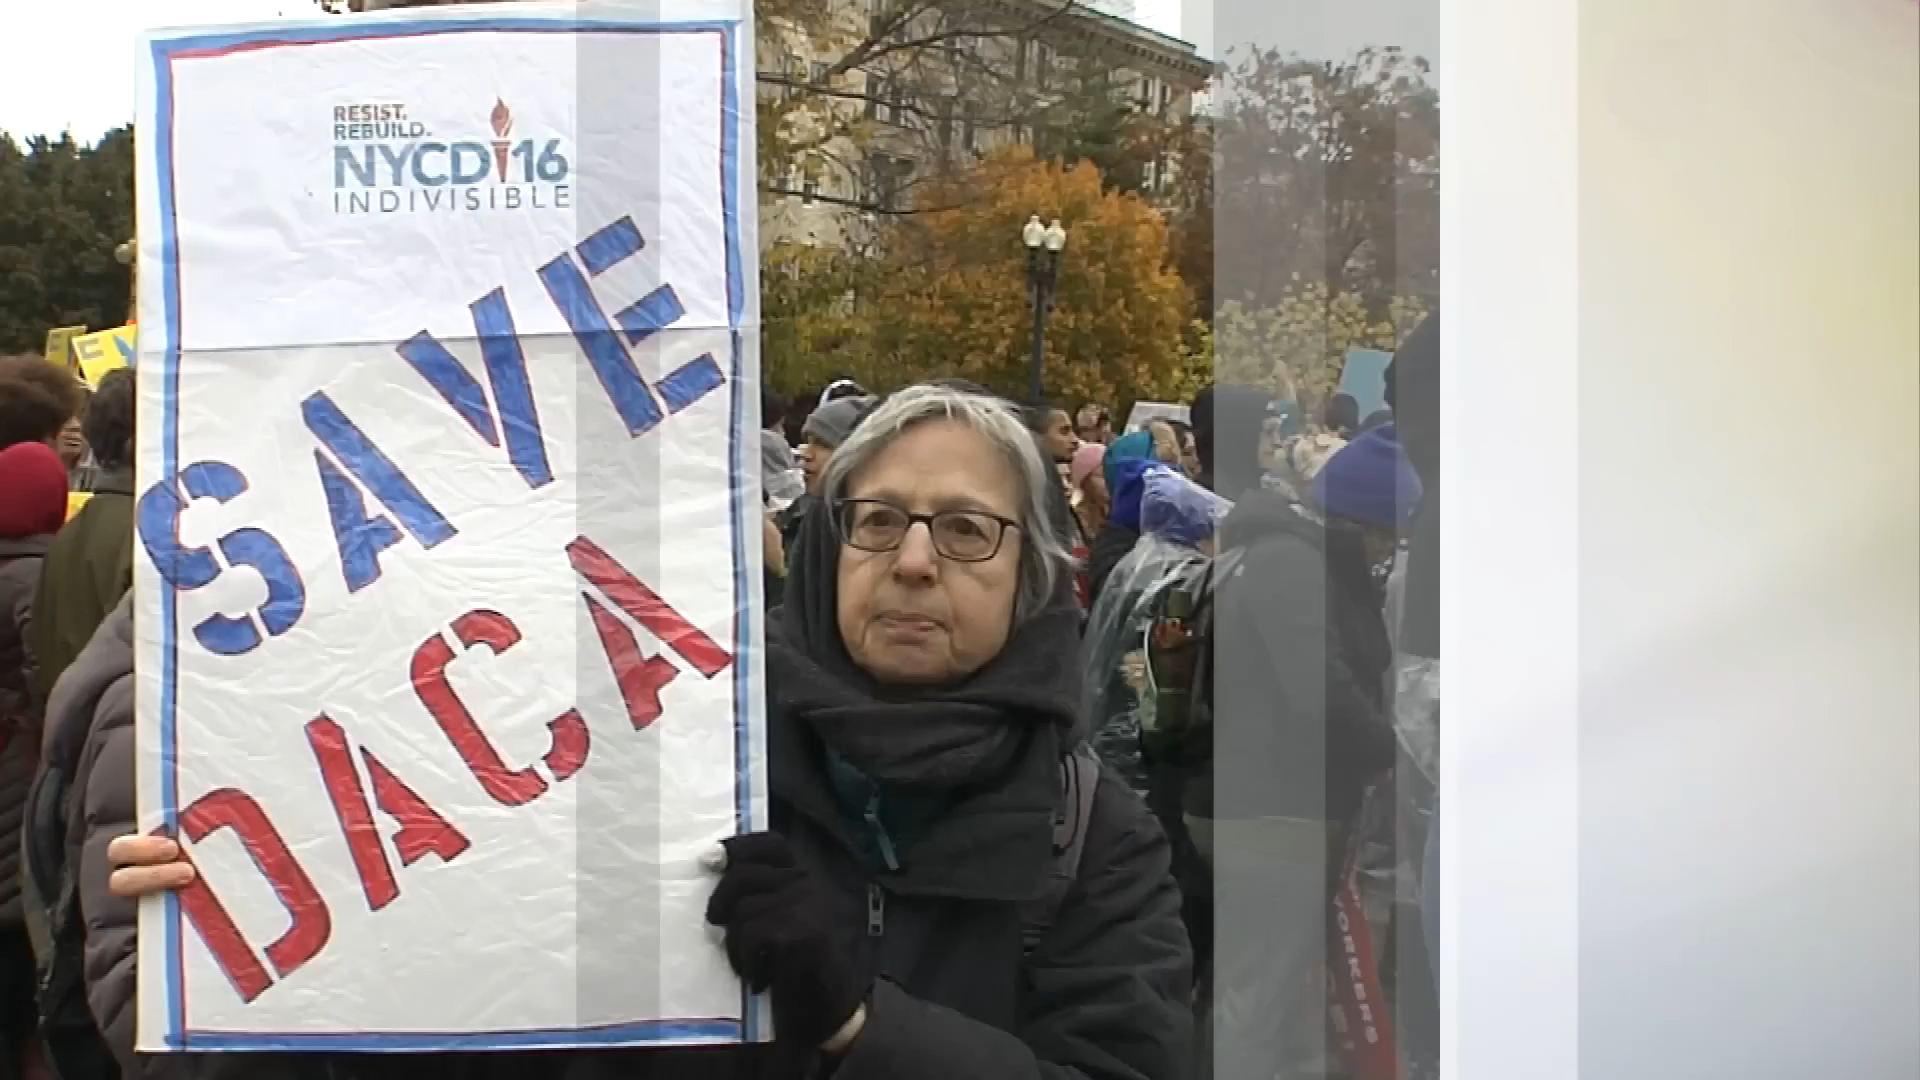 RESIST.
REBUILD.
NYCD16
INDIVISIBLE
SAVE
DACA